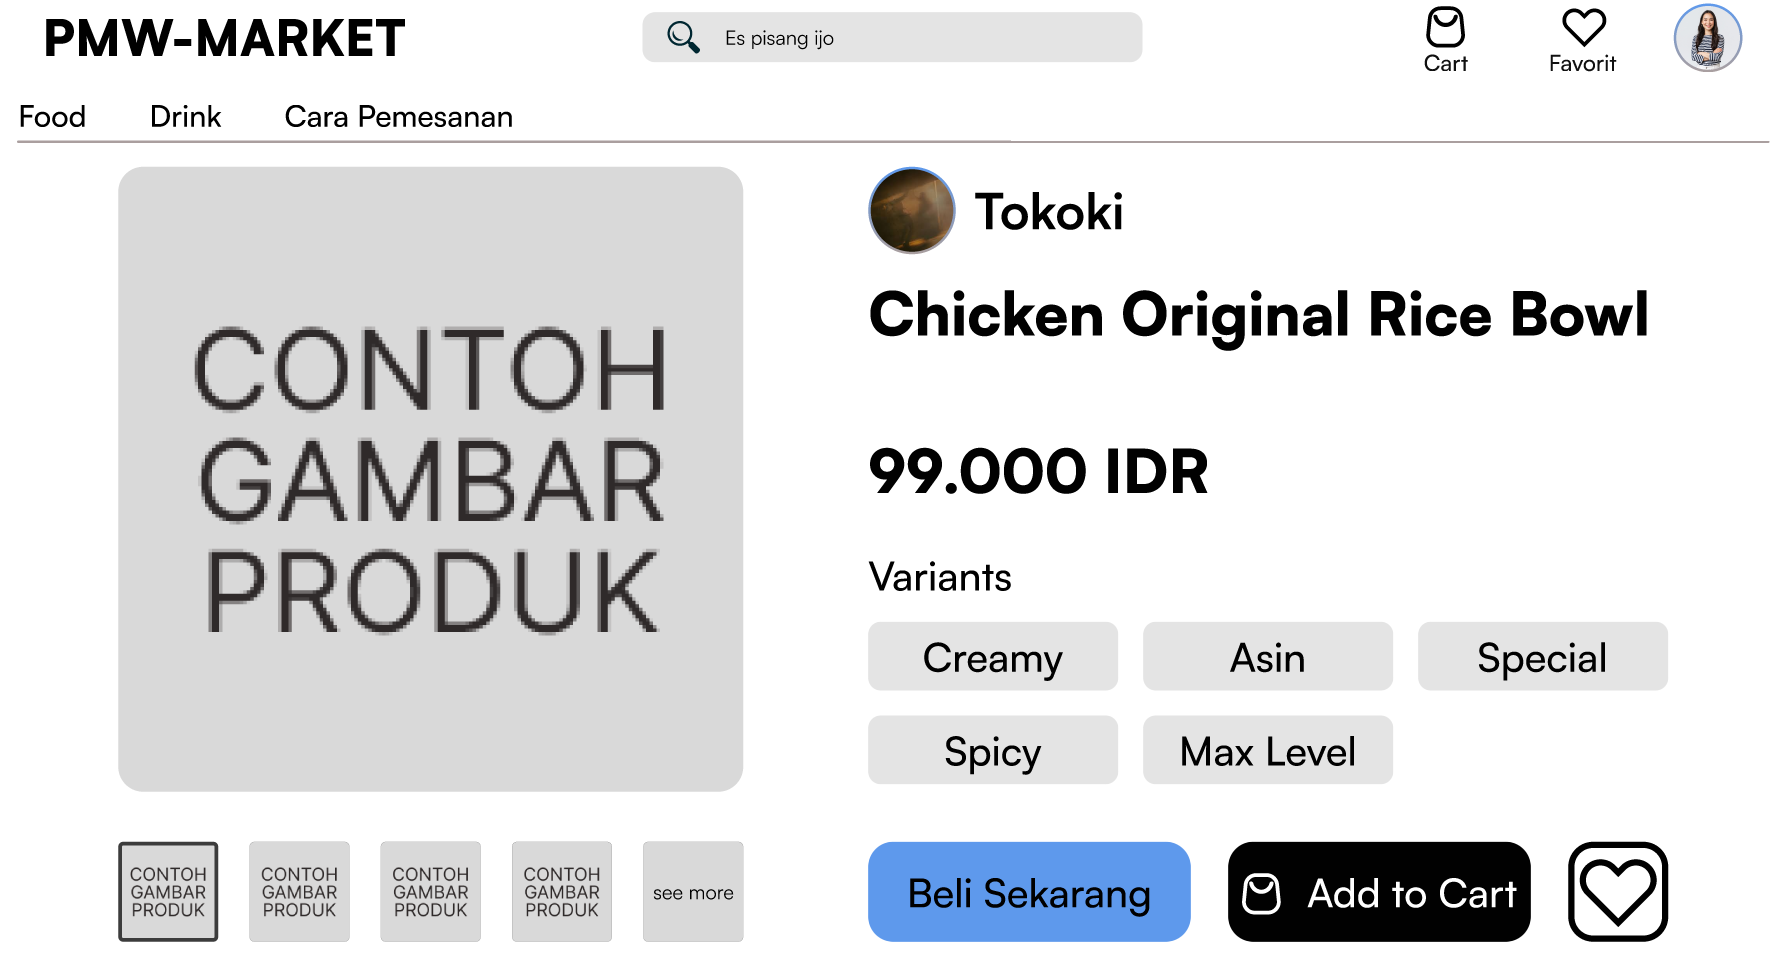 PMW-MARKET
Es pisang ijo
Cart
Favorit
Food
Drink
Cara Pemesanan
CONTOH
GAMBAR
PRODUK
Tokoki
Chicken Original Rice Bowl
99.000 IDR
Variants
Creamy
Asin
Special
Spicy
Max Level
CONTOH
GAMBAR
PRODUK
CONTOH
GAMBAR
PRODUK
CONTOH
GAMBAR
PRODUK
CONTOH
GAMBAR
PRODUK
see more
Beli Sekarang
Add to Cart